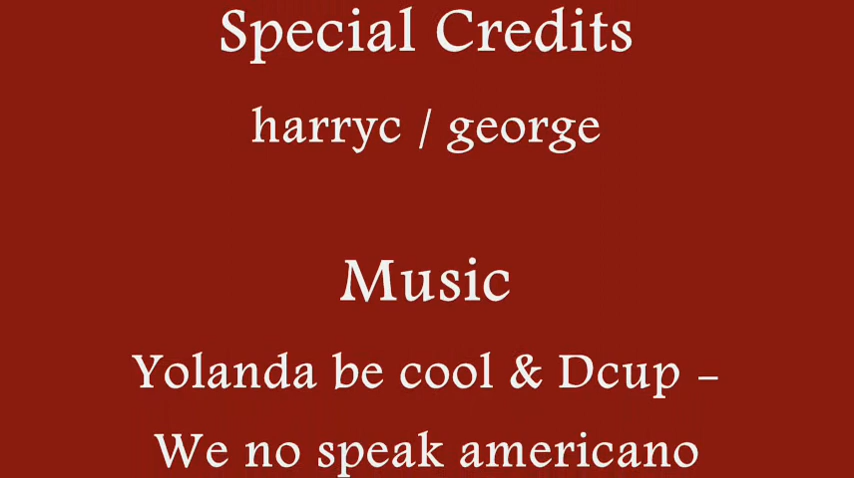 Special Credits
harryc / george
Music
Yolanda be cool & Dcup -
We no speak americano